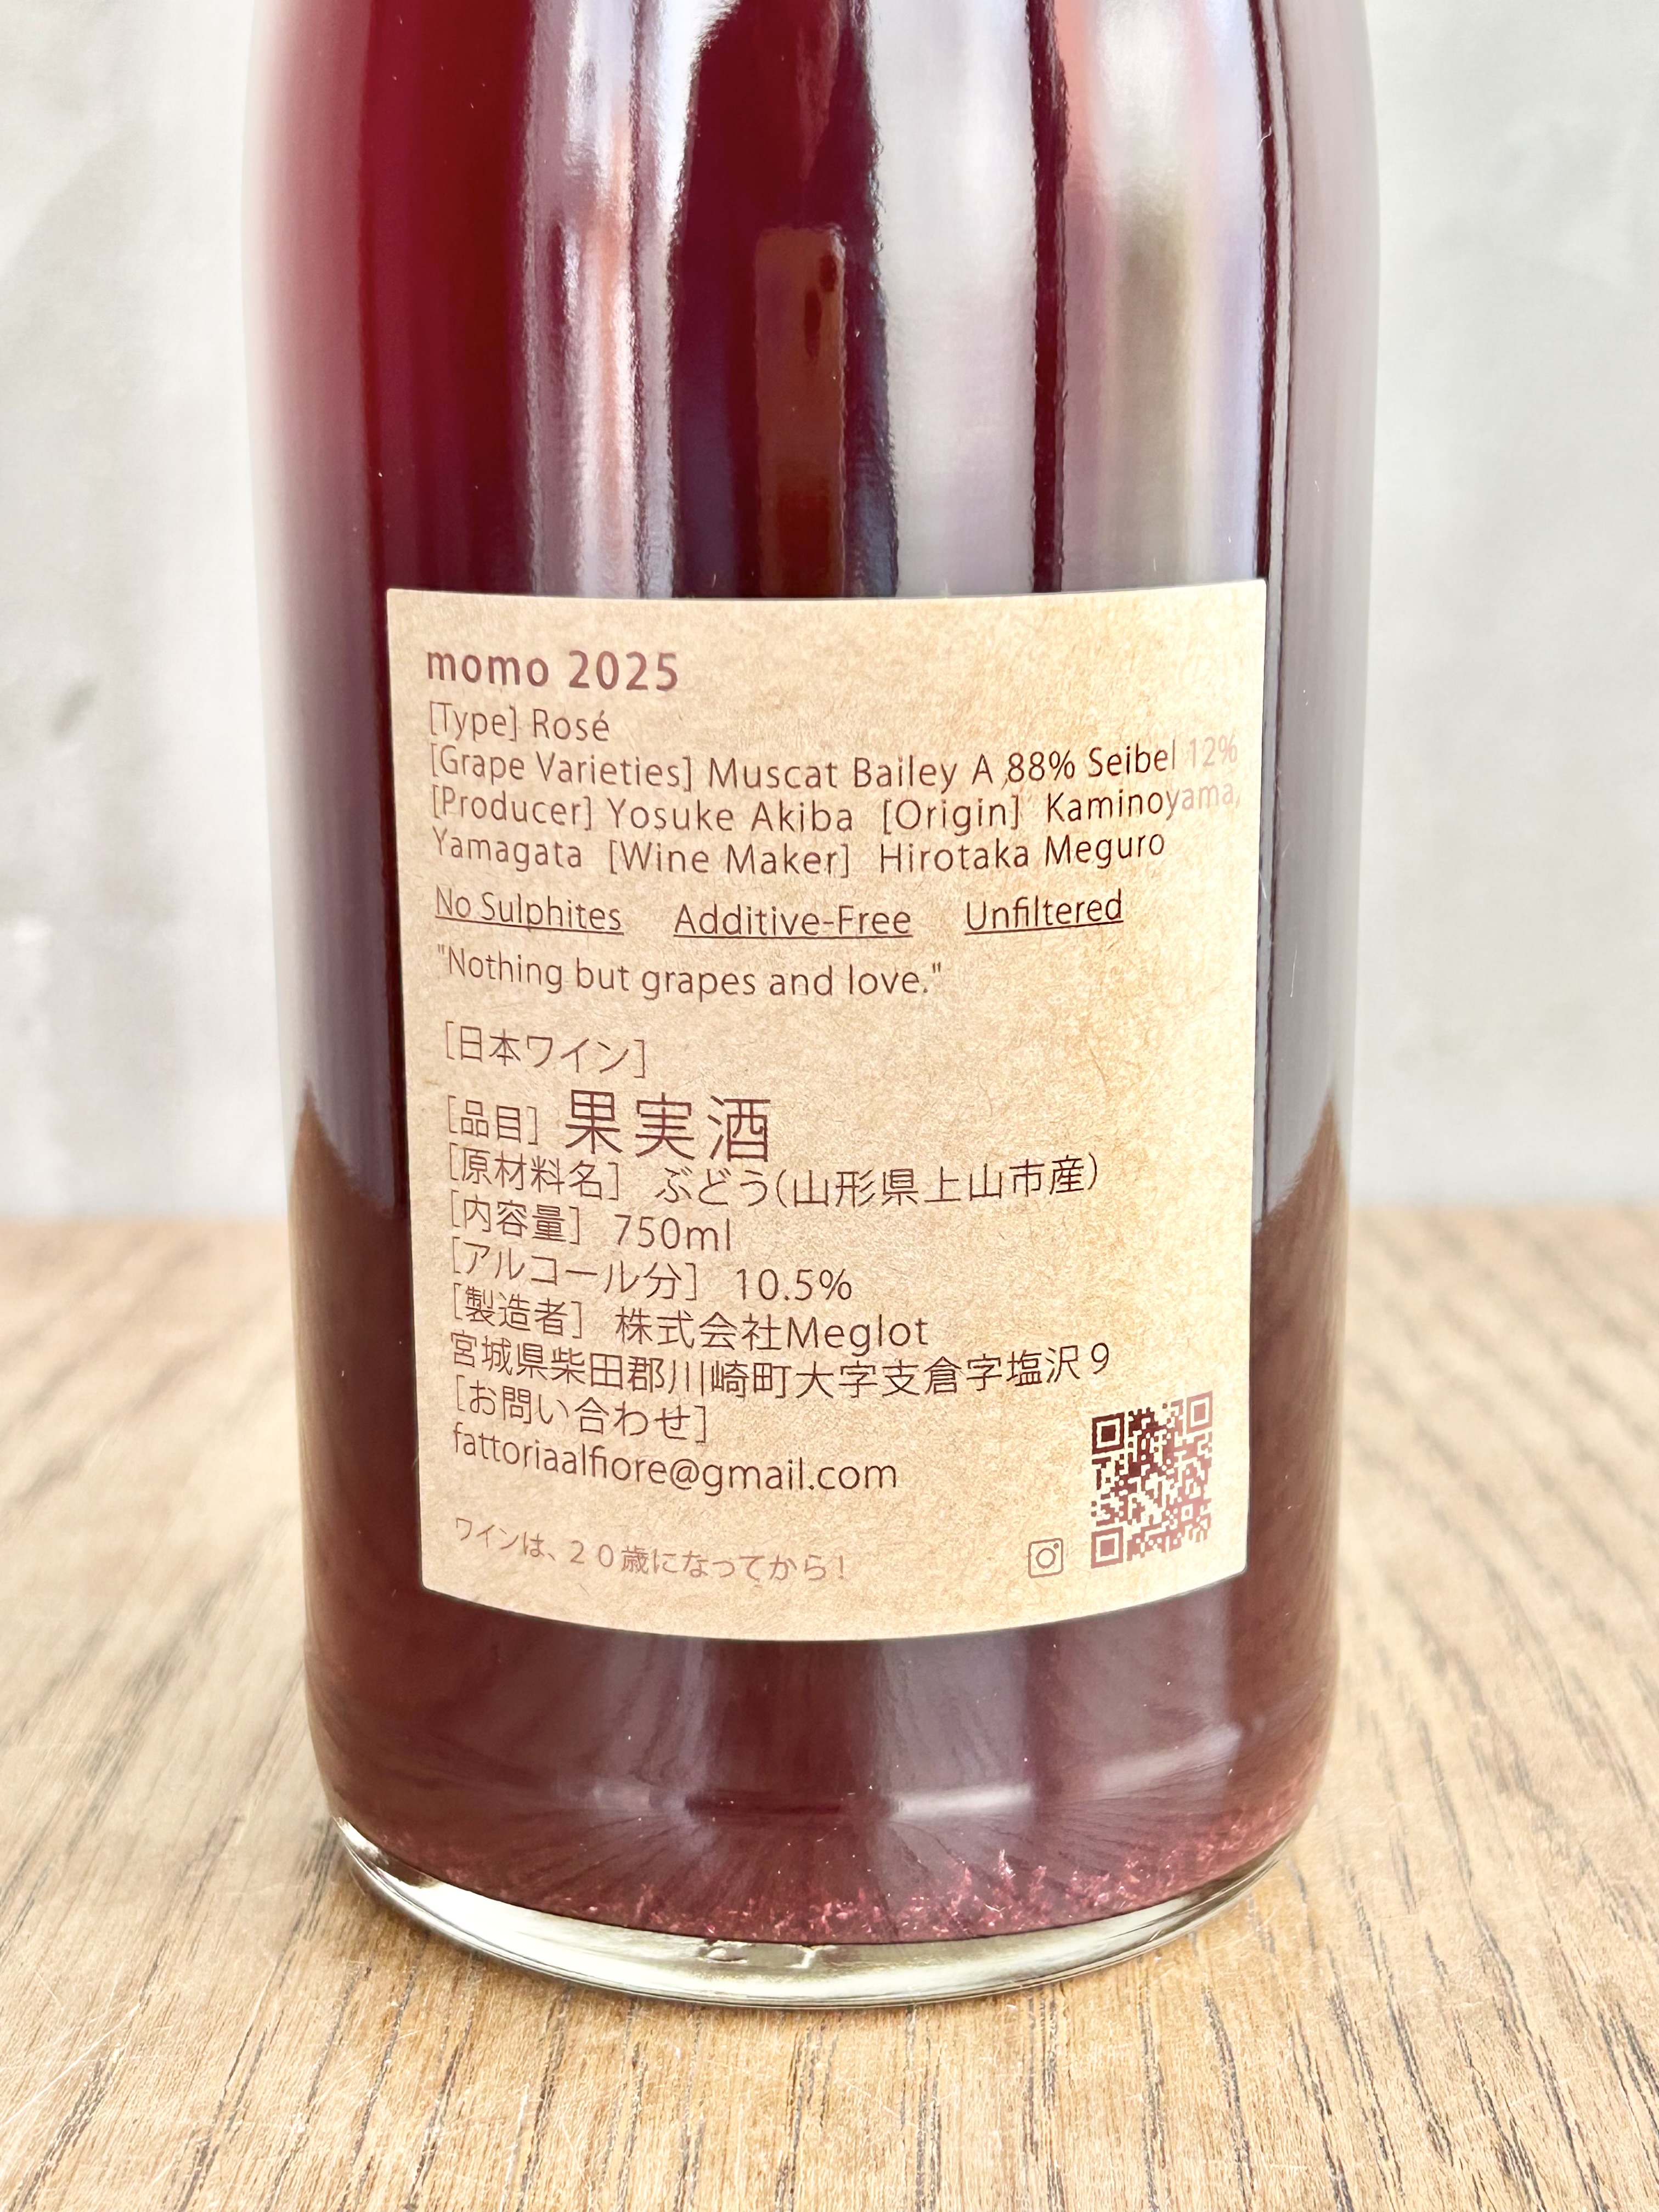 momo 2025
[Type] Rosé
[Grape Varieties] Muscat Bailey A 88% Seibel 12%
[Producer] Yosuke Akiba [Origin] Kaminoyama,
Yamagata [Wine Maker] Hirotaka Meguro
No Sulphites Additive-Free Unfiltered
"Nothing but grapes and love."
[日本ワイン]
[品目] 果実酒
[原材料名] ぶどう(山形県上山市産)
[内容量] 750ml
[アルコール分] 10.5%
[製造者] 株式会社Meglot
宮城県柴田郡川崎町大字支倉字塩沢9
[お問い合わせ]
fattoriaalfiore@gmail.com
ワインは、20歳になってから!